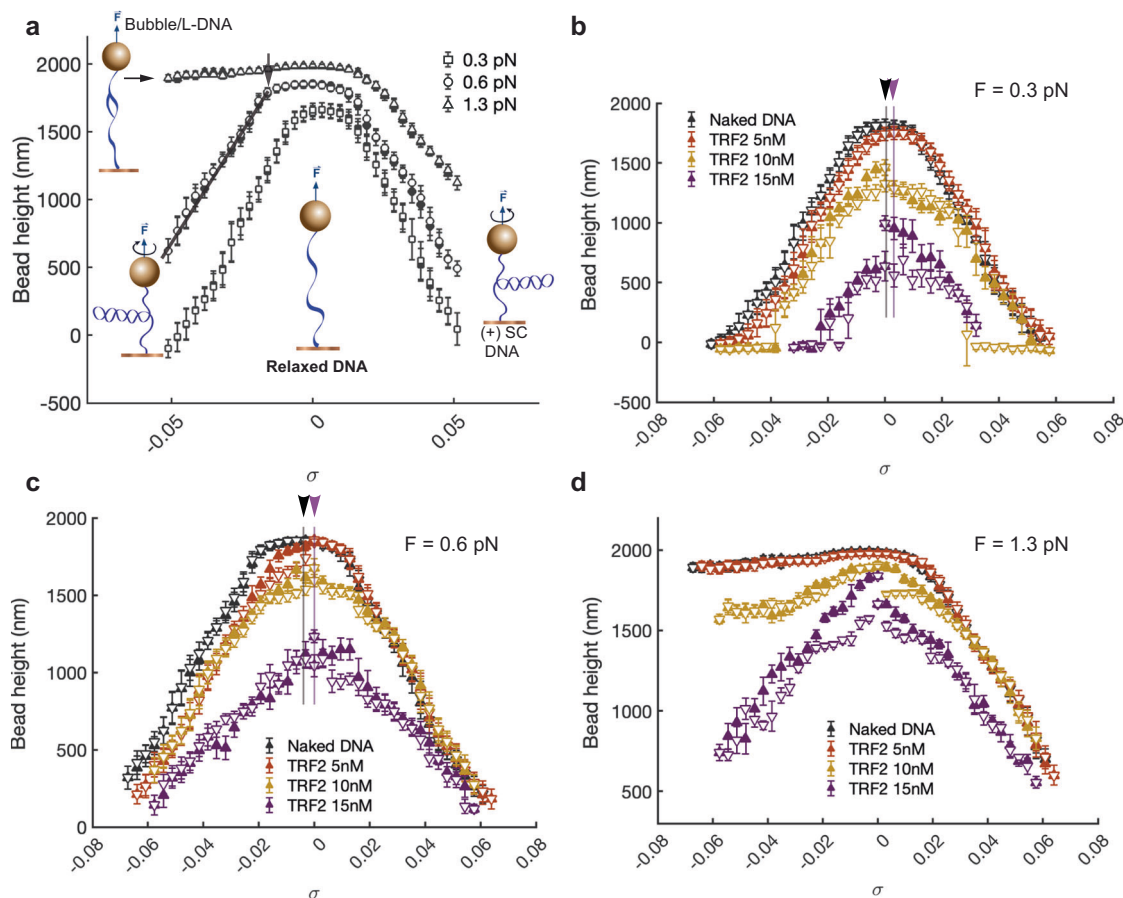 a
Bubble/L-DNA
F
0.3 pN
0.6 pN
1.3 pN
Bead height (nm)
2000
1500
1000
500
0
-500
F
F
F
Relaxed DNA
(+) SC
DNA
-0.05
0
0.05
σ
b
F = 0.3 pN
Naked DNA
TRF2 5nM
TRF2 10nM
TRF2 15nM
Bead height (nm)
2000
1500
1000
500
0
-500
-0.08
-0.06
-0.04
-0.02
0
0.02
0.04
0.06
0.08
σ
c
F = 0.6 pN
Bead height (nm)
2000
1500
1000
500
0
Naked DNA
TRF2 5nM
TRF2 10nM
TRF2 15nM
-0.08
-0.06
-0.04
-0.02
0
0.02
0.04
0.06
0.08
σ
d
F = 1.3 pN
Bead height (nm)
2000
1500
1000
500
Naked DNA
TRF2 5nM
TRF2 10nM
TRF2 15nM
-0.08
-0.06
-0.04
-0.02
0
0.02
0.04
0.06
0.08
σ